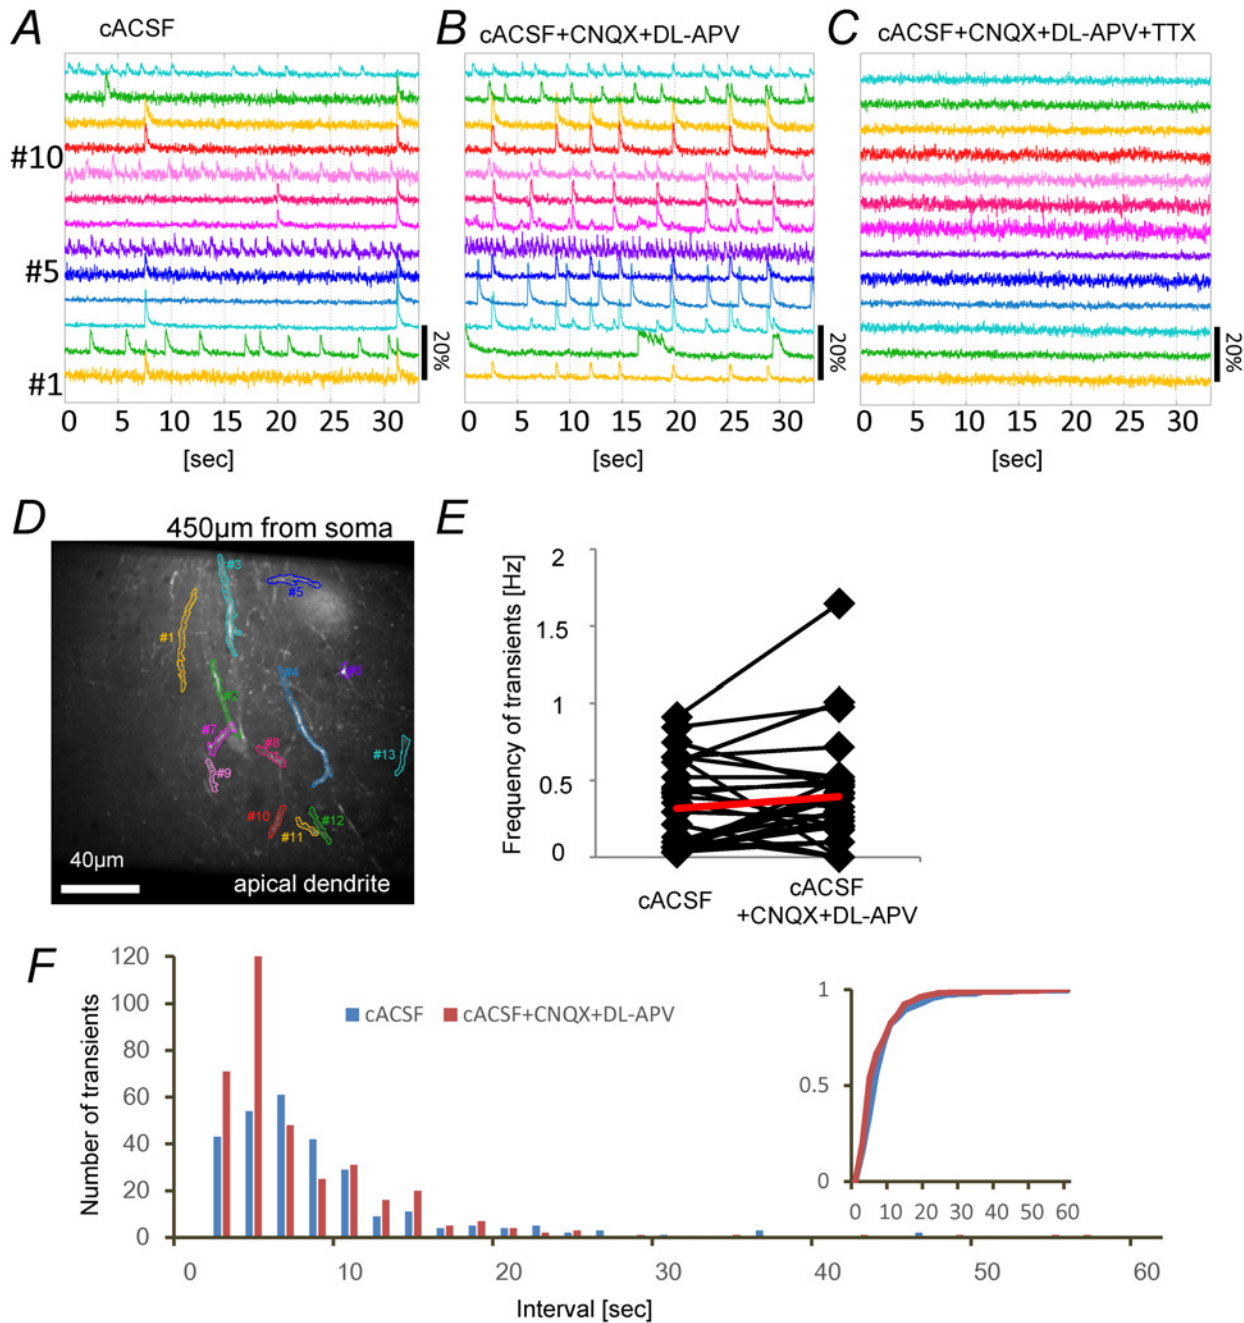 A cACSF
B cACSF+CNQX+DL-APV
C cACSF+CNQX+DL-APV+TTX
#10
#5
#1
20%
20%
20%
0 5 10 15 20 25 30
0 5 10 15 20 25 30
0 5 10 15 20 25 30
[sec]
[sec]
[sec]
D
450µm from soma
#3
#5
#1
#4
#6
#2
#7
#8
#13
#9
#10
#12
#11
40µm
apical dendrite
E
Frequency of transients [Hz]
2
1.5
1
0.5
0
cACSF
cACSF
+CNQX+DL-APV
F
Number of transients
120
100
80
60
40
20
0
cACSF
cACSF+CNQX+DL-APV
0 10 20 30 40 50 60
Interval [sec]
1
0.5
0
0 10 20 30 40 50 60